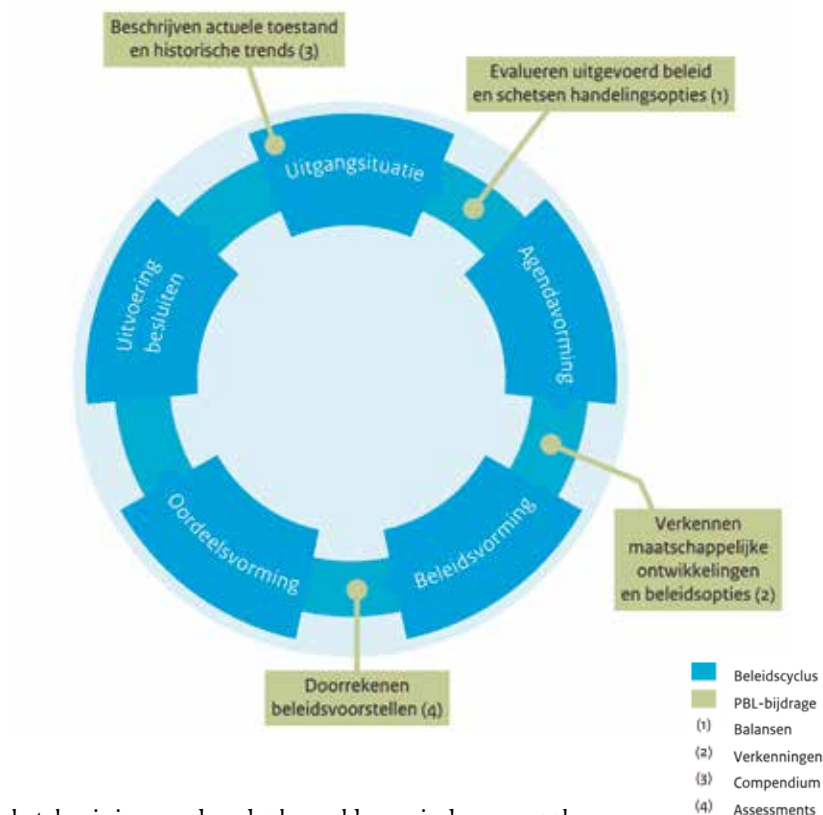 Beschrijven actuele toestand
en historische trends (3)
Evalueren uitgevoerd beleid
en schetsen handelingsopties (1)
Uitgangsituatie
Agendavorming
Uitvoering
besluiten
Oordeelsvorming
Beleidsvorming
Verkennen
maatschappelijke
ontwikkelingen
en beleidsopties (2)
Doorrekenen
beleidsvoorstellen (4)
Beleidscyclus
PBL-bijdrage
(1) Balansen
(2) Verkenningen
(3) Compendium
(4) Assessments